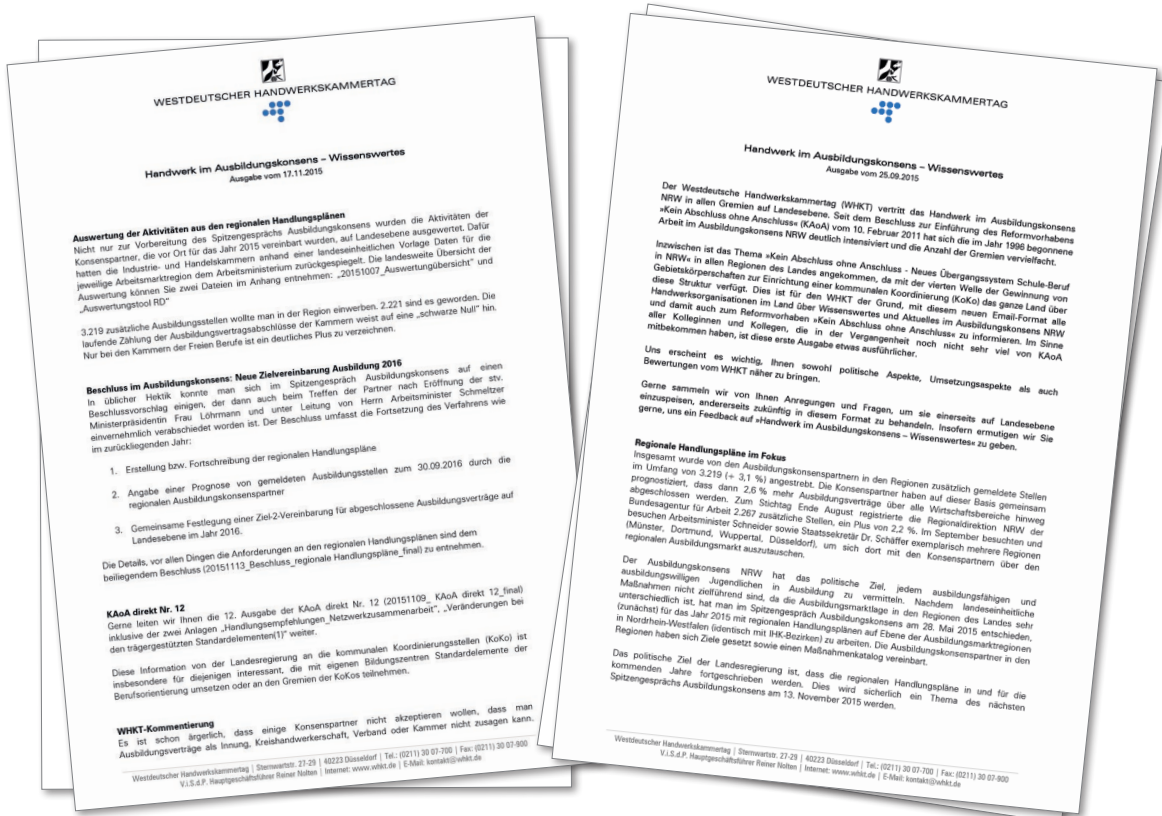 WESTDEUTSCHER HANDWERKSKAMMERTAG
Handwerk im Ausbildungskonsens – Wissenswertes
Ausgabe vom 17.11.2015
Auswertung der Aktivitäten aus den regionalen Handlungsplänen
Nicht nur zur Vorbereitung des Spitzengesprächs Ausbildungskonsens wurden die Aktivitäten der
Konsenspartner, die vor Ort für das Jahr 2015 vereinbart wurden, auf Landesebene ausgewertet. Dafür
hatten die Industrie- und Handelskammern anhand einer landeseinheitlichen Vorlage Daten für die
jeweilige Arbeitsmarktregion dem Arbeitsministerium zurückgespiegelt. Die landesweite Übersicht der
Auswertung können Sie zwei Dateien im Anhang entnehmen: „20151007_Auswertungübersicht" und
„Auswertungstool RD"
3.219 zusätzliche Ausbildungsstellen wollte man in der Region einwerben. 2.221 sind es geworden. Die
laufende Zählung der Ausbildungsvertragsabschlüsse der Kammern weist auf eine „schwarze Null" hin.
Nur bei den Kammern der Freien Berufe ist ein deutliches Plus zu verzeichnen.
Beschluss im Ausbildungskonsens: Neue Zielvereinbarung Ausbildung 2016
In üblicher Hektik konnte man sich im Spitzengespräch Ausbildungskonsens auf einen
Beschlussvorschlag einigen, der dann auch beim Treffen der Partner nach Eröffnung der stv.
Ministerpräsidentin Frau Löhrmann und unter Leitung von Herrn Arbeitsminister Schmeltzer
einvernehmlich verabschiedet worden ist. Der Beschluss umfasst die Fortsetzung des Verfahrens wie
im zurückliegenden Jahr:
1. Erstellung bzw. Fortschreibung der regionalen Handlungspläne
2. Angabe einer Prognose von gemeldeten Ausbildungsstellen zum 30.09.2016 durch die
regionalen Ausbildungskonsenspartner
3. Gemeinsame Festlegung einer Ziel-2-Vereinbarung für abgeschlossene Ausbildungsverträge auf
Landesebene im Jahr 2016.
Die Details, vor allen Dingen die Anforderungen an den regionalen Handlungsplänen sind dem
beiliegendem Beschluss (20151113_Beschluss_regionale Handlungspläne_final) zu entnehmen.
KAoA direkt Nr. 12
Gerne leiten wir Ihnen die 12. Ausgabe der KAoA direkt Nr. 12 (20151109_ KAoA direkt 12_final)
inklusive der zwei Anlagen „Handlungsempfehlungen_Netzwerkzusammenarbeit", „Veränderungen bei
den trägergestützten Standardelementen(1)" weiter.
Diese Information von der Landesregierung an die kommunalen Koordinierungsstellen (KoKo) ist
insbesondere für diejenigen interessant, die mit eigenen Bildungszentren Standardelemente der
Berufsorientierung umsetzen oder an den Gremien der KoKos teilnehmen.
WHKT-Kommentierung
Es ist schon ärgerlich, dass einige Konsenspartner nicht akzeptieren wollen, dass man
Ausbildungsverträge als Innung, Kreishandwerkerschaft, Verband oder Kammer nicht zusagen kann.
Westdeutscher Handwerkskammertag | Sternwartstr. 27-29 | 40223 Düsseldorf | Tel.: (0211) 30 07-700 | Fax: (0211) 30 07-900
V.i.S.d.P. Hauptgeschäftsführer Reiner Nolten | Internet: www.whkt.de | E-Mail: kontakt@whkt.de
WESTDEUTSCHER HANDWERKSKAMMERTAG
Handwerk im Ausbildungskonsens – Wissenswertes
Ausgabe vom 25.09.2015
Der Westdeutsche Handwerkskammertag (WHKT) vertritt das Handwerk im Ausbildungskonsens
NRW in allen Gremien auf Landesebene. Seit dem Beschluss zur Einführung des Reformvorhabens
»Kein Abschluss ohne Anschluss« (KAoA) vom 10. Februar 2011 hat sich die im Jahr 1996 begonnene
Arbeit im Ausbildungskonsens NRW deutlich intensiviert und die Anzahl der Gremien vervielfacht.
Inzwischen ist das Thema »Kein Abschluss ohne Anschluss - Neues Übergangssystem Schule-Beruf
in NRW« in allen Regionen des Landes angekommen, da mit der vierten Welle der Gewinnung von
Gebietskörperschaften zur Einrichtung einer kommunalen Koordinierung (KoKo) das ganze Land über
diese Struktur verfügt. Dies ist für den WHKT der Grund, mit diesem neuen Email-Format alle
Handwerksorganisationen im Land über Wissenswertes und Aktuelles im Ausbildungskonsens NRW
und damit auch zum Reformvorhaben »Kein Abschluss ohne Anschluss« zu informieren. Im Sinne
aller Kolleginnen und Kollegen, die in der Vergangenheit noch nicht sehr viel von KAoA
mitbekommen haben, ist diese erste Ausgabe etwas ausführlicher.
Uns erscheint es wichtig, Ihnen sowohl politische Aspekte, Umsetzungsaspekte als auch
Bewertungen vom WHKT näher zu bringen.
Gerne sammeln wir von Ihnen Anregungen und Fragen, um sie einerseits auf Landesebene
einzuspeisen, andererseits zukünftig in diesem Format zu behandeln. Insofern ermutigen wir Sie
gerne, uns ein Feedback auf »Handwerk im Ausbildungskonsens – Wissenswertes« zu geben.
Regionale Handlungspläne im Fokus
Insgesamt wurde von den Ausbildungskonsenspartnern in den Regionen zusätzlich gemeldete Stellen
im Umfang von 3.219 (+ 3,1 %) angestrebt. Die Konsenspartner haben auf dieser Basis gemeinsam
prognostiziert, dass dann 2,6 % mehr Ausbildungsverträge über alle Wirtschaftsbereiche hinweg
abgeschlossen werden. Zum Stichtag Ende August registrierte die Regionaldirektion NRW der
Bundesagentur für Arbeit 2.267 zusätzliche Stellen, ein Plus von 2,2 %. Im September besuchten und
besuchen Arbeitsminister Schneider sowie Staatssekretär Dr. Schäffer exemplarisch mehrere Regionen
(Münster, Dortmund, Wuppertal, Düsseldorf), um sich dort mit den Konsenspartnern über den
regionalen Ausbildungsmarkt auszutauschen.
Der Ausbildungskonsens NRW hat das politische Ziel, jedem ausbildungsfähigen und
ausbildungswilligen Jugendlichen in Ausbildung zu vermitteln. Nachdem landeseinheitliche
Maßnahmen nicht zielführend sind, da die Ausbildungsmarktlage in den Regionen des Landes sehr
unterschiedlich ist, hat man im Spitzengespräch Ausbildungskonsens am 28. Mai 2015 entschieden,
(zunächst) für das Jahr 2015 mit regionalen Handlungsplänen auf Ebene der Ausbildungsmarktregionen
in Nordrhein-Westfalen (identisch mit IHK-Bezirken) zu arbeiten. Die Ausbildungskonsenspartner in den
Regionen haben sich Ziele gesetzt sowie einen Maßnahmenkatalog vereinbart.
Das politische Ziel der Landesregierung ist, dass die regionalen Handlungspläne in und für die
kommenden Jahre fortgeschrieben werden. Dies wird sicherlich ein Thema des nächsten
Spitzengesprächs Ausbildungskonsens am 13. November 2015 werden.
Westdeutscher Handwerkskammertag | Sternwartstr. 27-29 | 40223 Düsseldorf | Tel.: (0211) 30 07-700 | Fax: (0211) 30 07-900
V.i.S.d.P. Hauptgeschäftsführer Reiner Nolten | Internet: www.whkt.de | E-Mail: kontakt@whkt.de